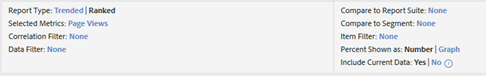 Report Type: Trended | Ranked
Selected Metrics: Page Views
Correlation Filter: None
Data Filter: None
Compare to Report Suite: None
Compare to Segment: None
Item Filter: None
Percent Shown as: Number | Graph
Include Current Data: Yes | No ?